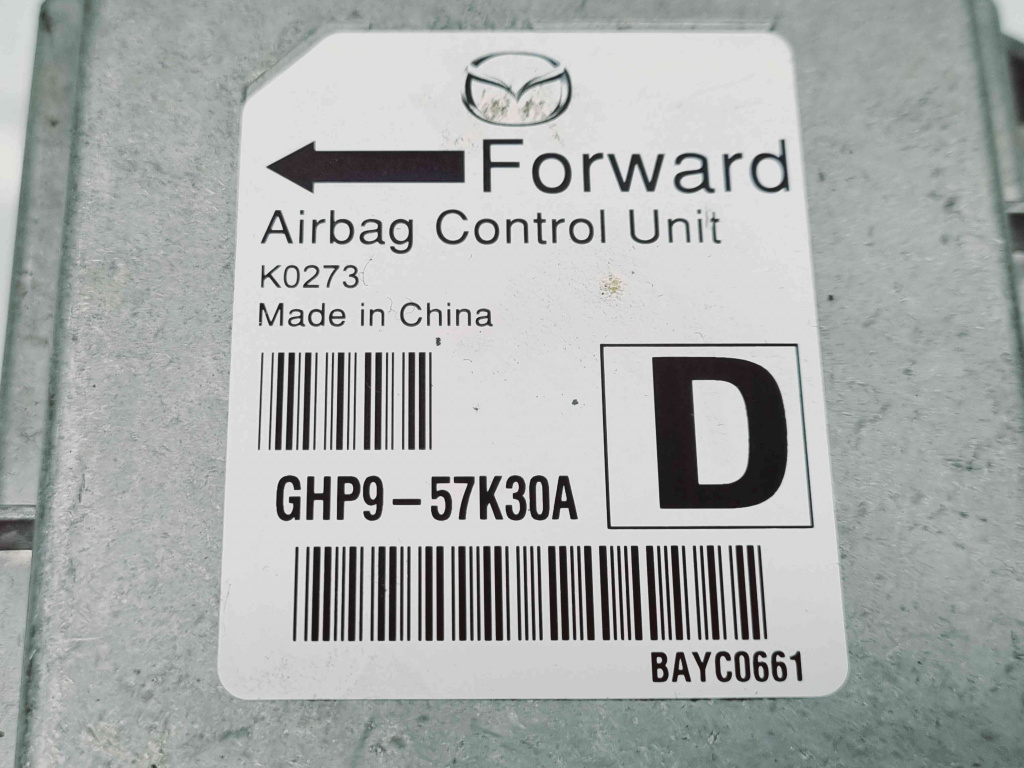 Forward
Airbag Control Unit
K0273
Made in China
D
GHP9-57K30A
BAYC0661